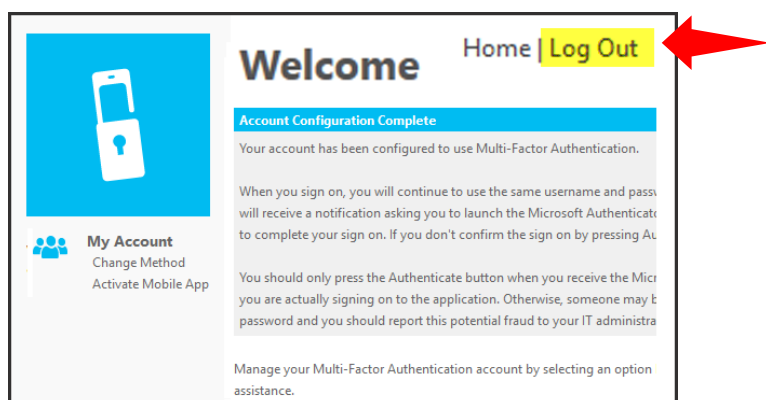 Home | Log Out
Welcome
Account Configuration Complete
Your account has been configured to use Multi-Factor Authentication.
When you sign on, you will continue to use the same username and
will receive a notification asking you to launch the Microsoft
to complete your sign on. If you don't confirm the sign on by pressing
You should only press the Authenticate button when you receive the
you are actually signing on to the application. Otherwise, someone may
password and you should report this potential fraud to your IT
Manage your Multi-Factor Authentication account by selecting an option
assistance.
My Account
Change Method
Activate Mobile App